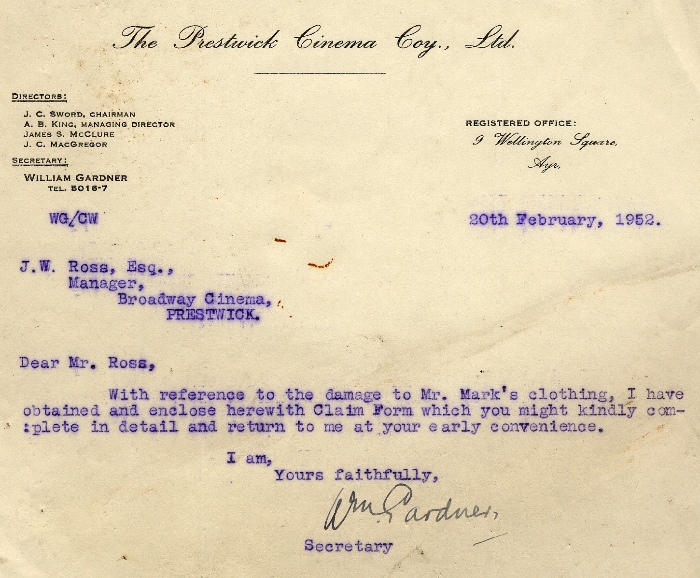 The Prestwick Cinema Coy., Ltd.
DIRECTORS:
J. C. SWORD, CHAIRMAN
A. B. KING, MANAGING DIRECTOR
JAMES S. MCCLURE
J. C. MACGREGOR
SECRETARY:
WILLIAM GARDNER
TEL. 5016-7
REGISTERED OFFICE:
9 Wellington Square,
Ayr,
WG/CW
20th February, 1952.
J.W. Ross, Esq.,
Manager,
Broadway Cinema,
PRESTWICK.
Dear Mr. Ross,
With reference to the damage to Mr. Mark's clothing, I have
obtained and enclose herewith Claim Form which you might kindly com-
:plete in detail and return to me at your early convenience.
I am,
Yours faithfully,
Wm. Gardner.
Secretary